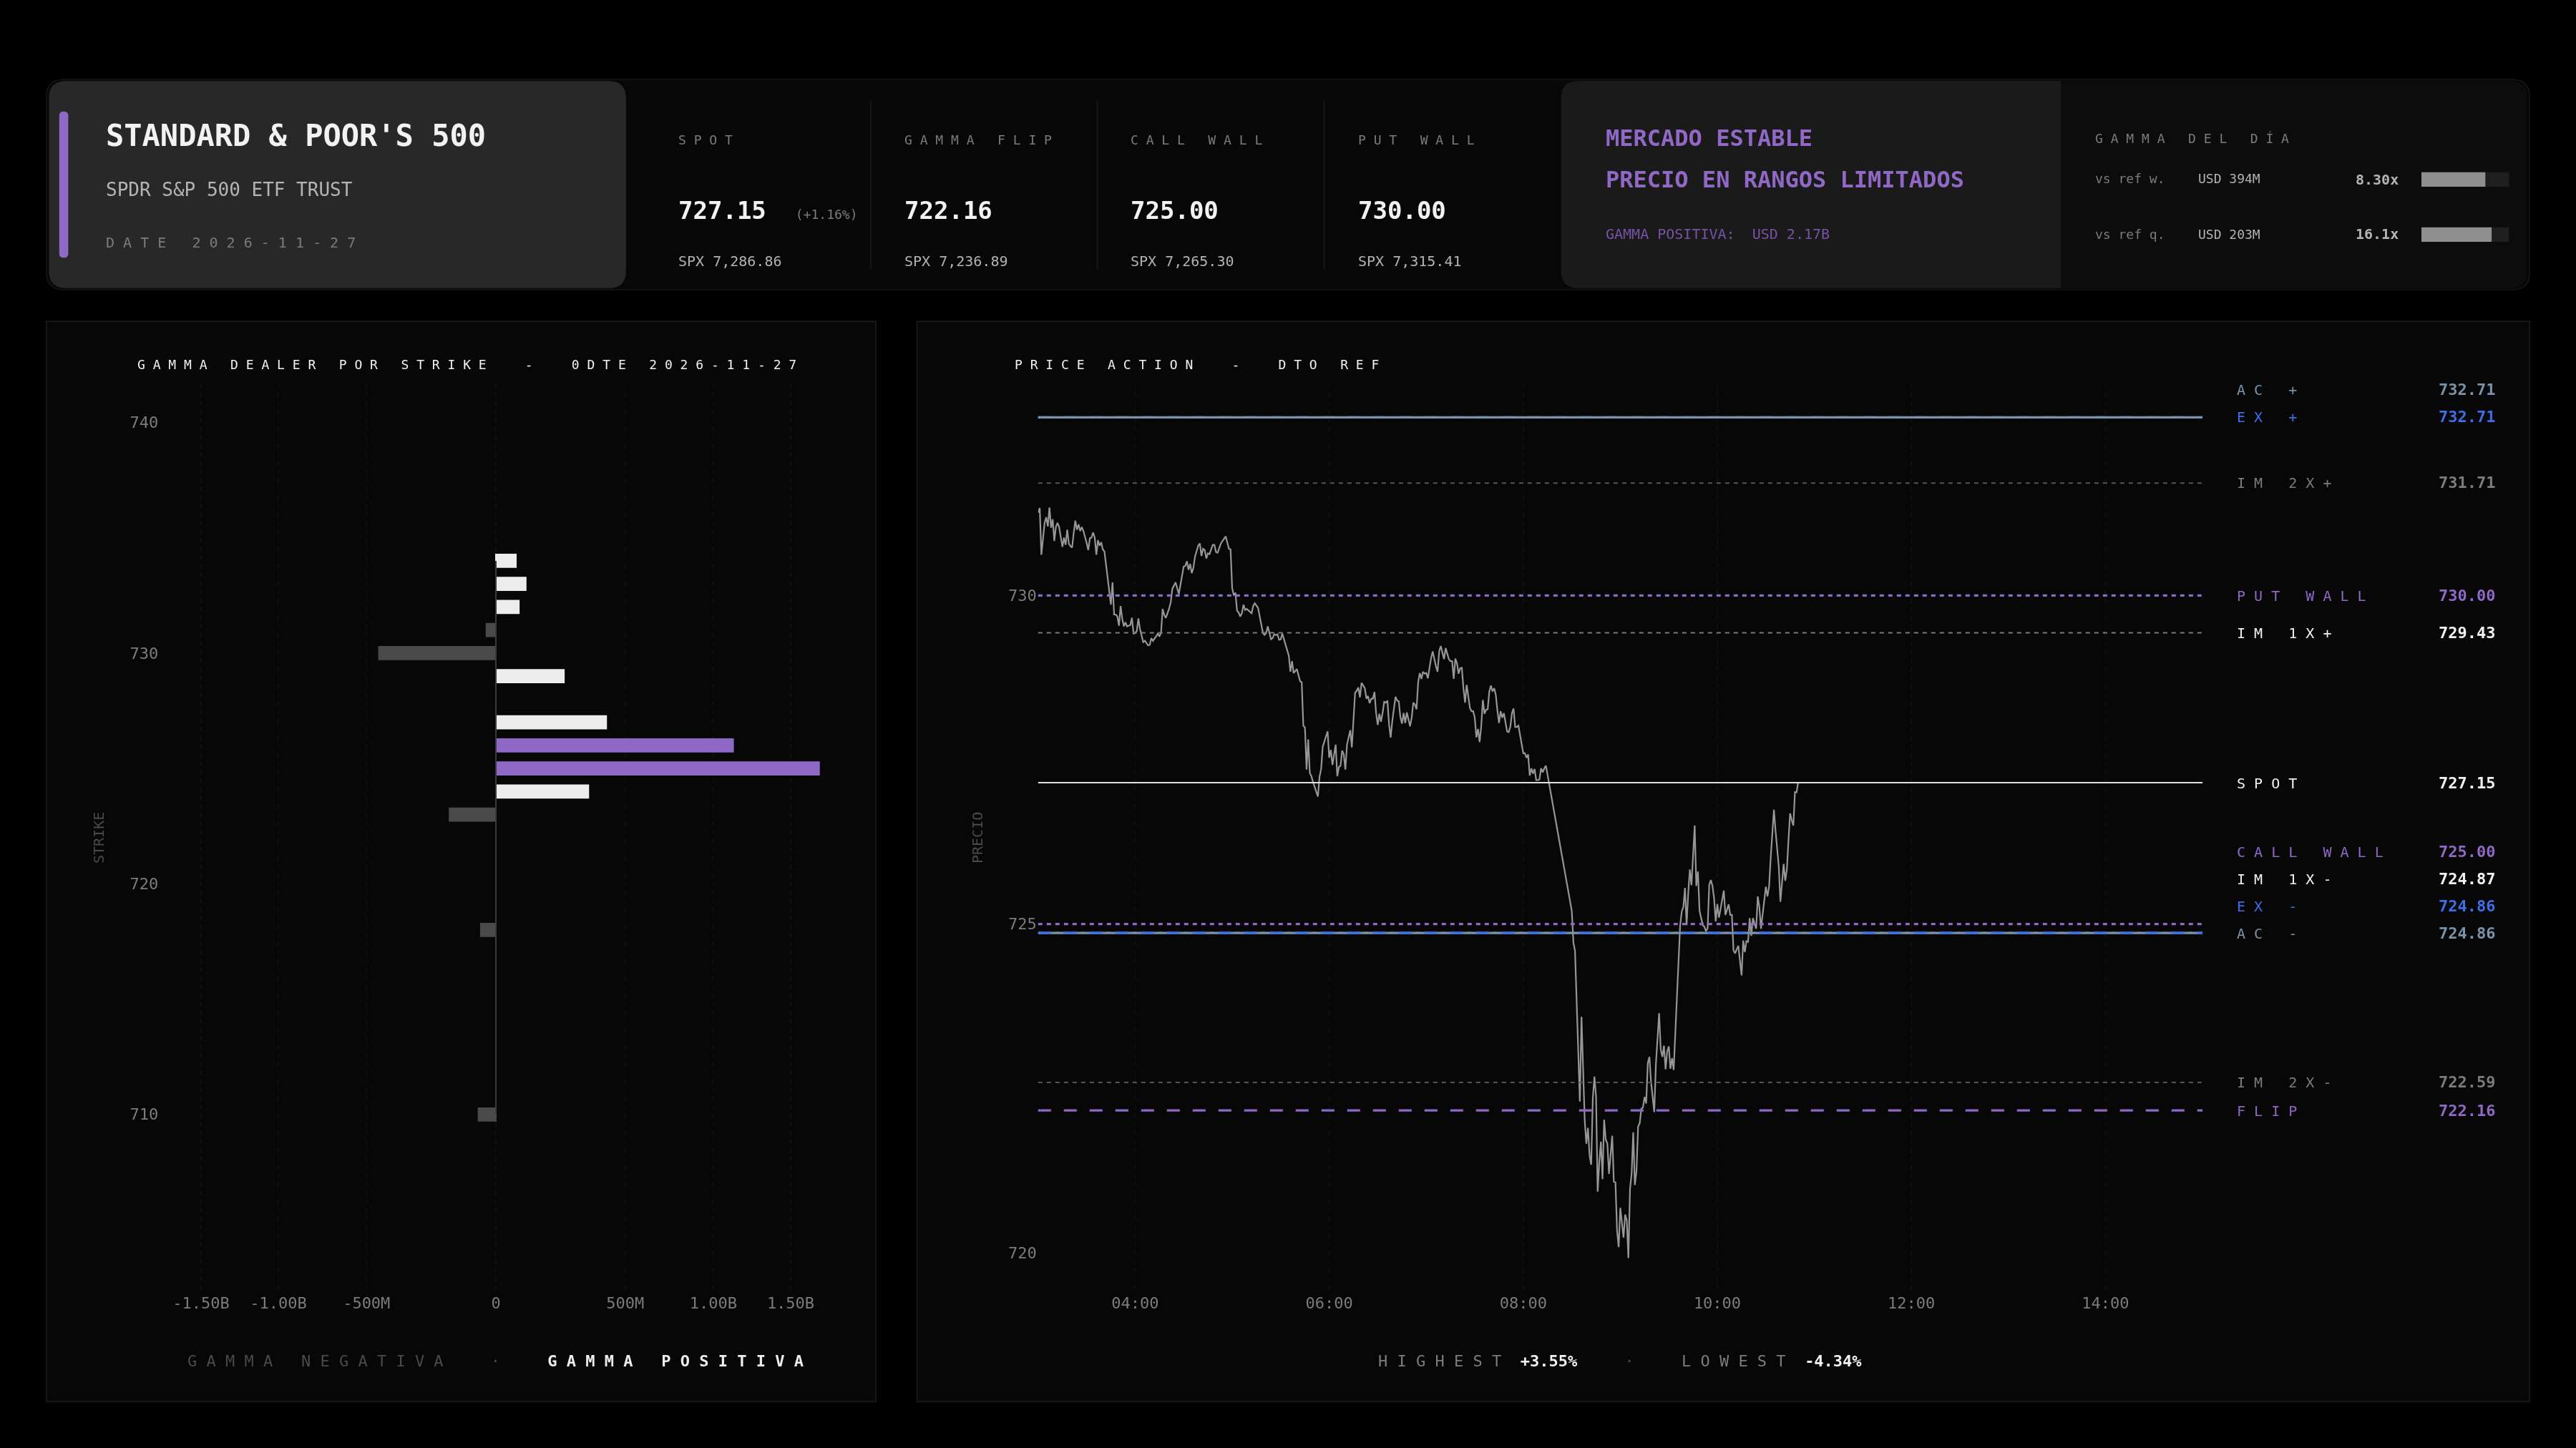 STANDARD & POOR'S 500
SPDR S&P 500 ETF TRUST
DATE 2026-11-27
SPOT
727.15 (+1.16%)
SPX 7,286.86
GAMMA FLIP
722.16
SPX 7,236.89
CALL WALL
725.00
SPX 7,265.30
PUT WALL
730.00
SPX 7,315.41
MERCADO ESTABLE
PRECIO EN RANGOS LIMITADOS
GAMMA POSITIVA: USD 2.17B
GAMMA DEL DÍA
vs ref w. USD 394M 8.30x
vs ref q. USD 203M 16.1x
GAMMA DEALER POR STRIKE - 0DTE 2026-11-27
740
730
720
710
STRIKE
-1.50B -1.00B -500M 0 500M 1.00B 1.50B
GAMMA NEGATIVA · GAMMA POSITIVA
PRICE ACTION - DTO REF
730
725
720
PRECIO
04:00 06:00 08:00 10:00 12:00 14:00
AC + 732.71
EX + 732.71
IM 2X+ 731.71
PUT WALL 730.00
IM 1X+ 729.43
SPOT 727.15
CALL WALL 725.00
IM 1X- 724.87
EX - 724.86
AC - 724.86
IM 2X- 722.59
FLIP 722.16
HIGHEST +3.55% · LOWEST -4.34%